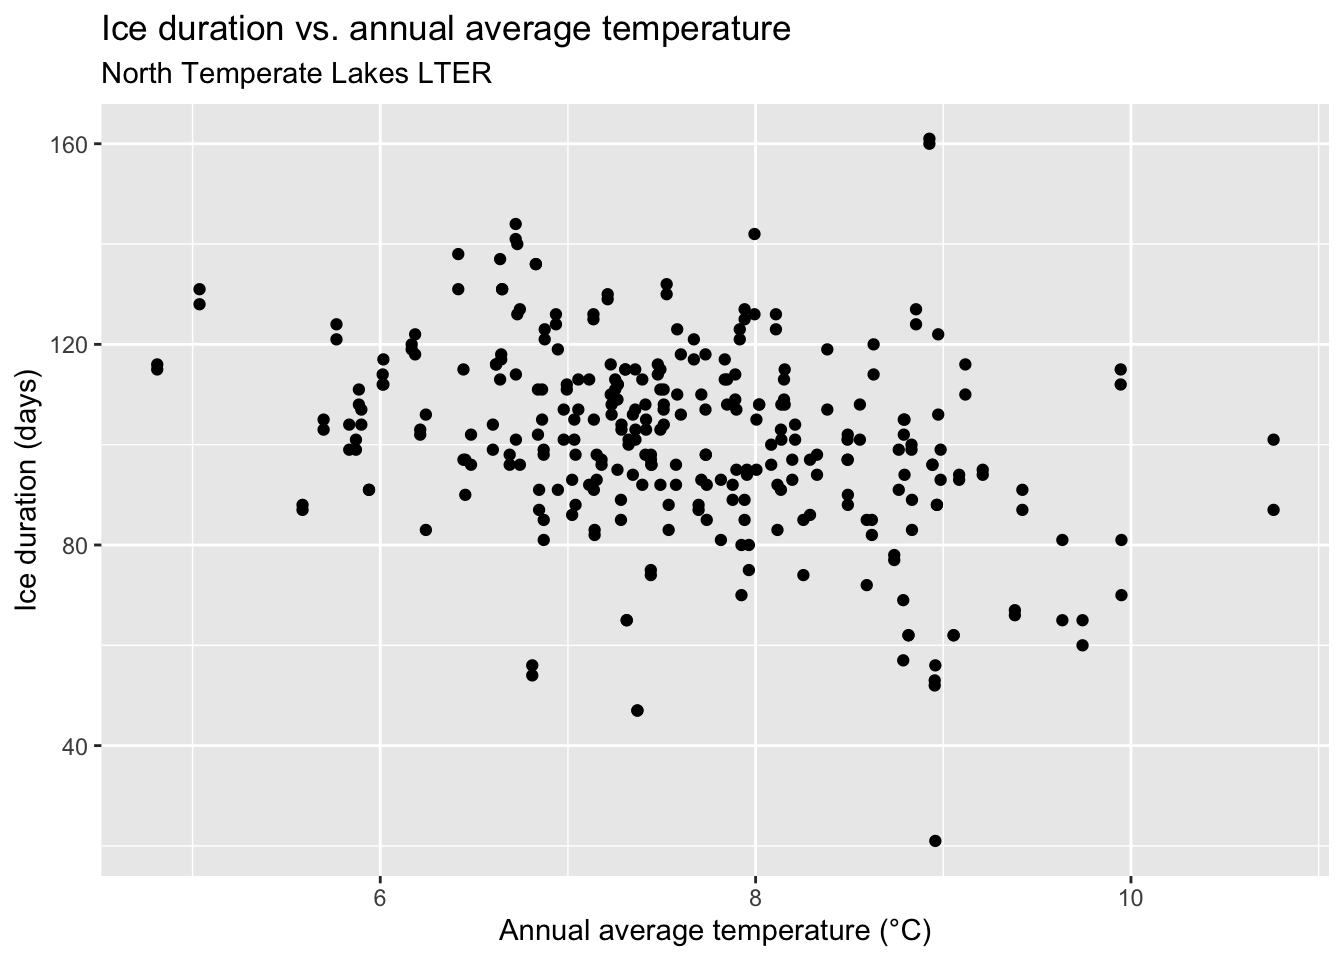 Ice duration vs. annual average temperature
North Temperate Lakes LTER
160
120
80
40
Ice duration (days)
6 8 10
Annual average temperature (°C)